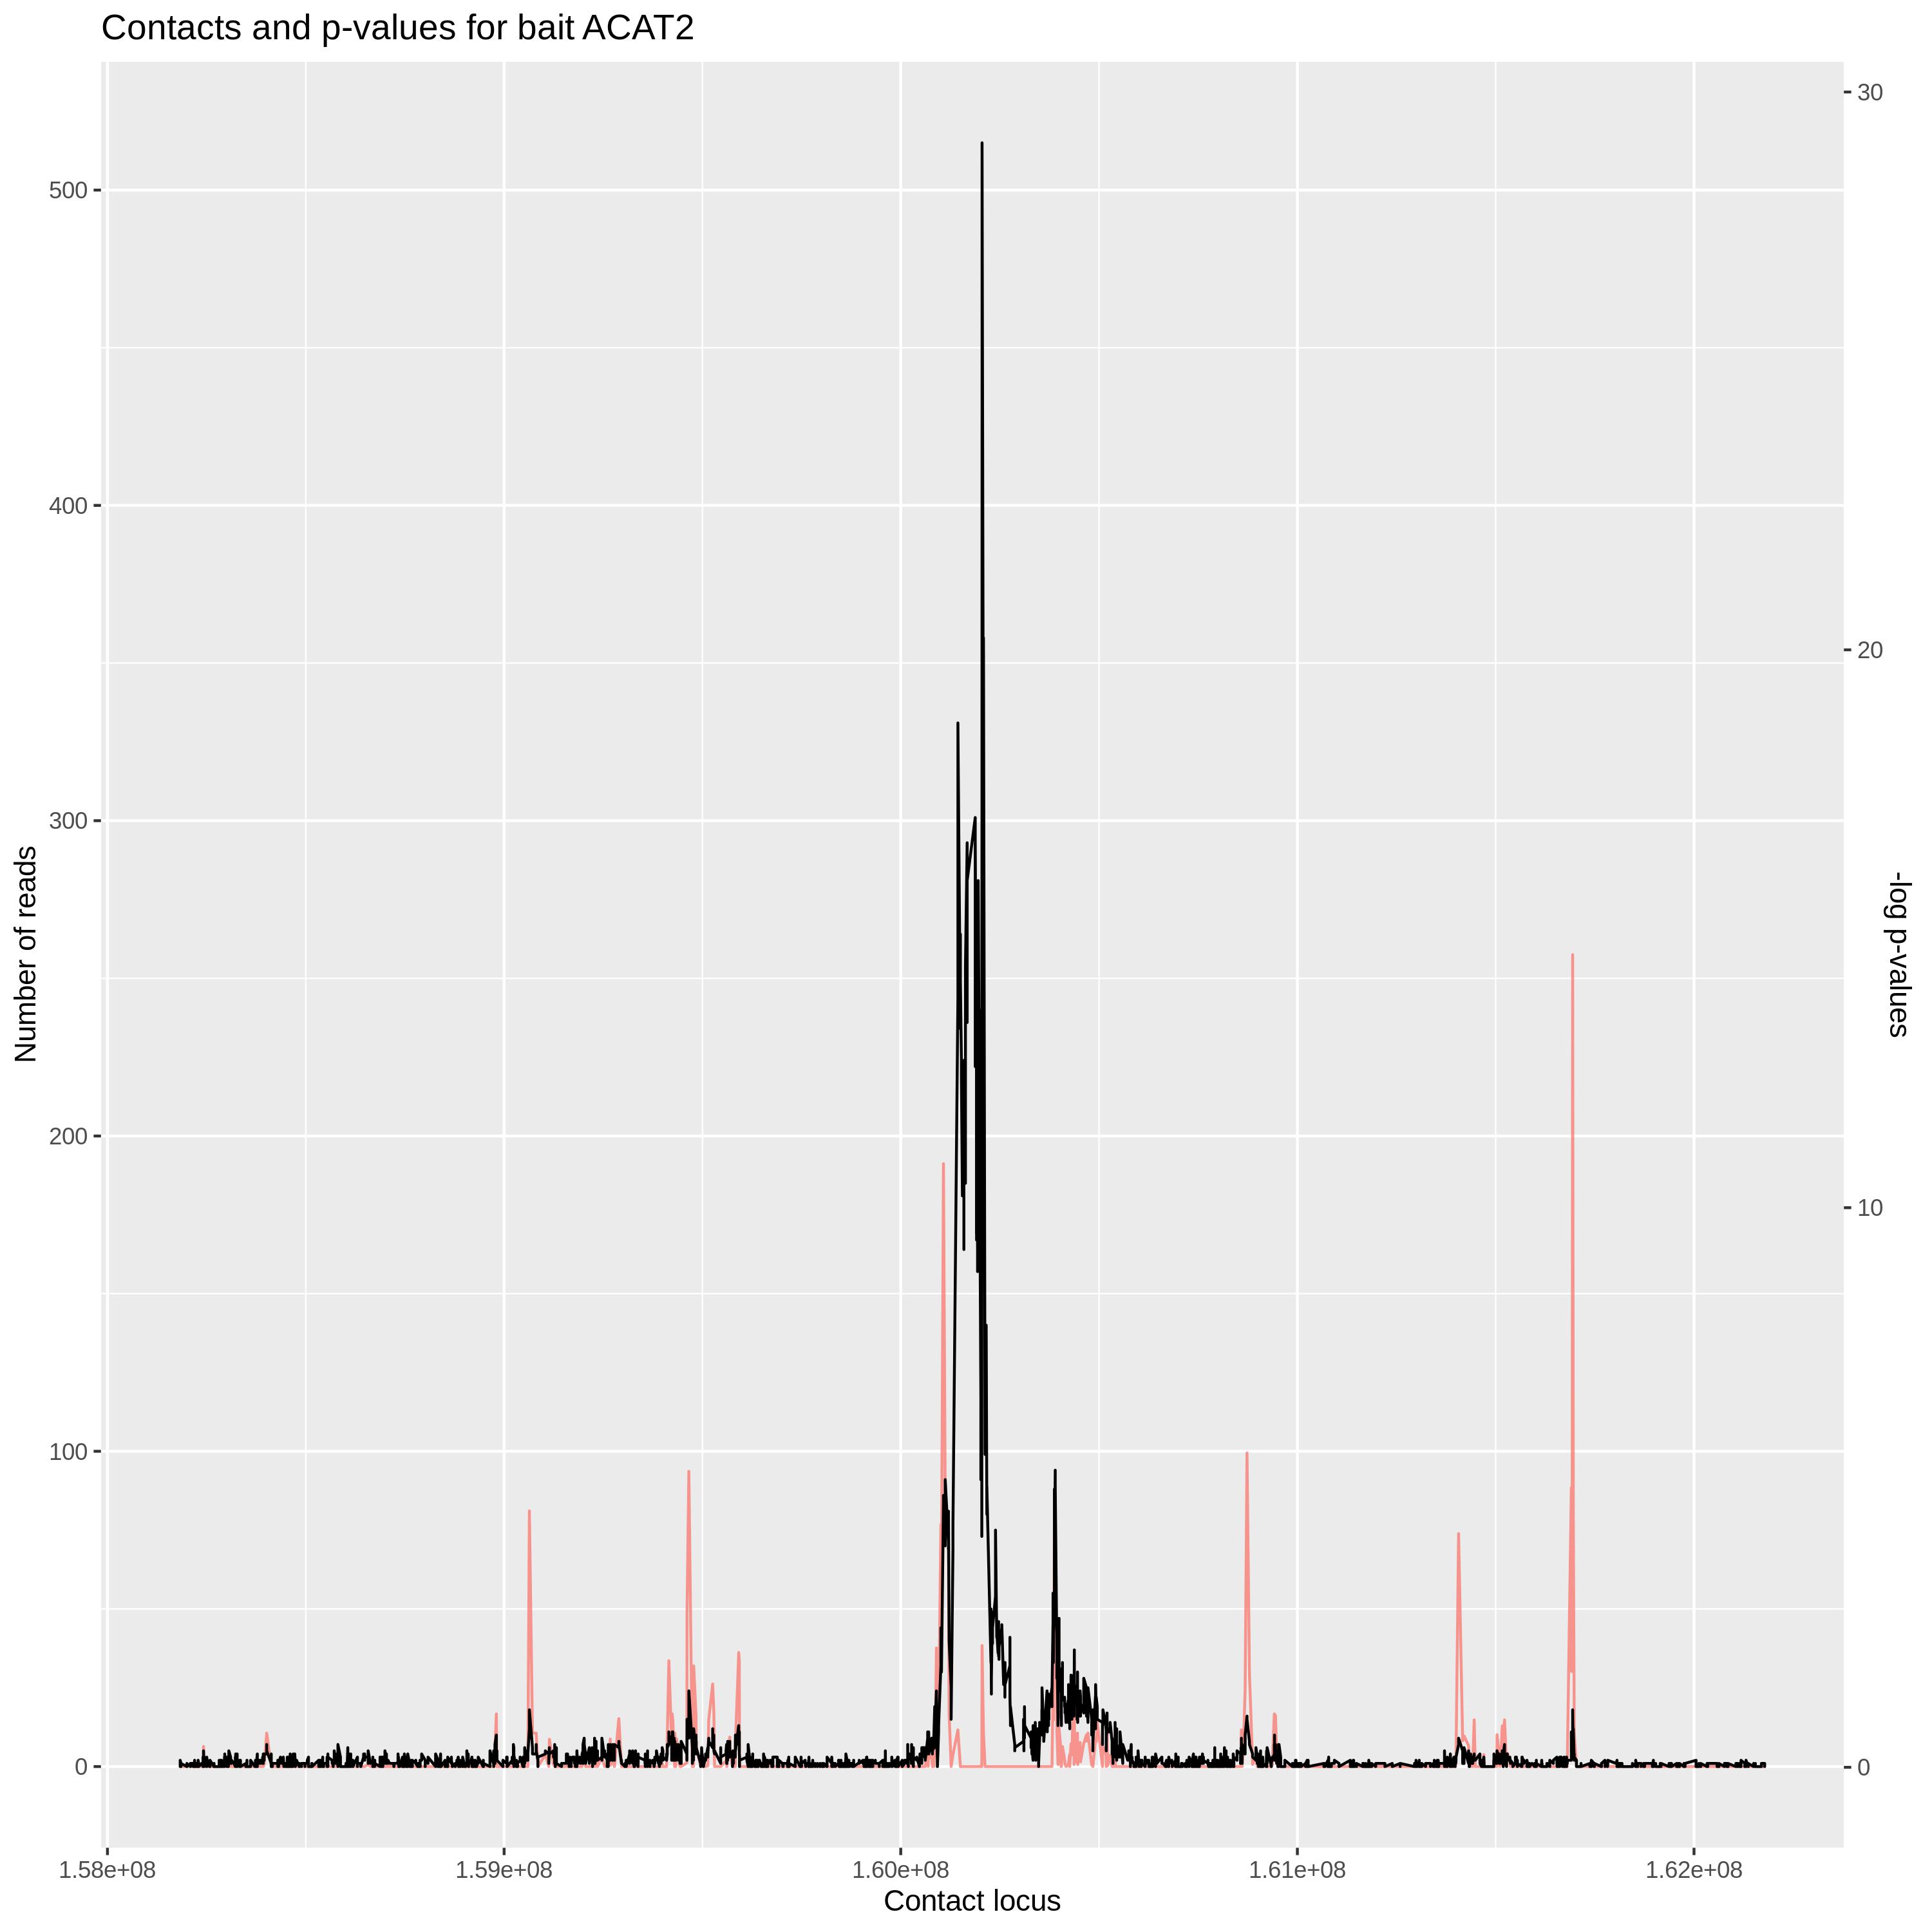 Contacts and p-values for bait ACAT2
Number of reads
500
400
300
200
100
0
30
20
10
0
-log p-values
1.58e+08
1.59e+08
1.60e+08
1.61e+08
1.62e+08
Contact locus